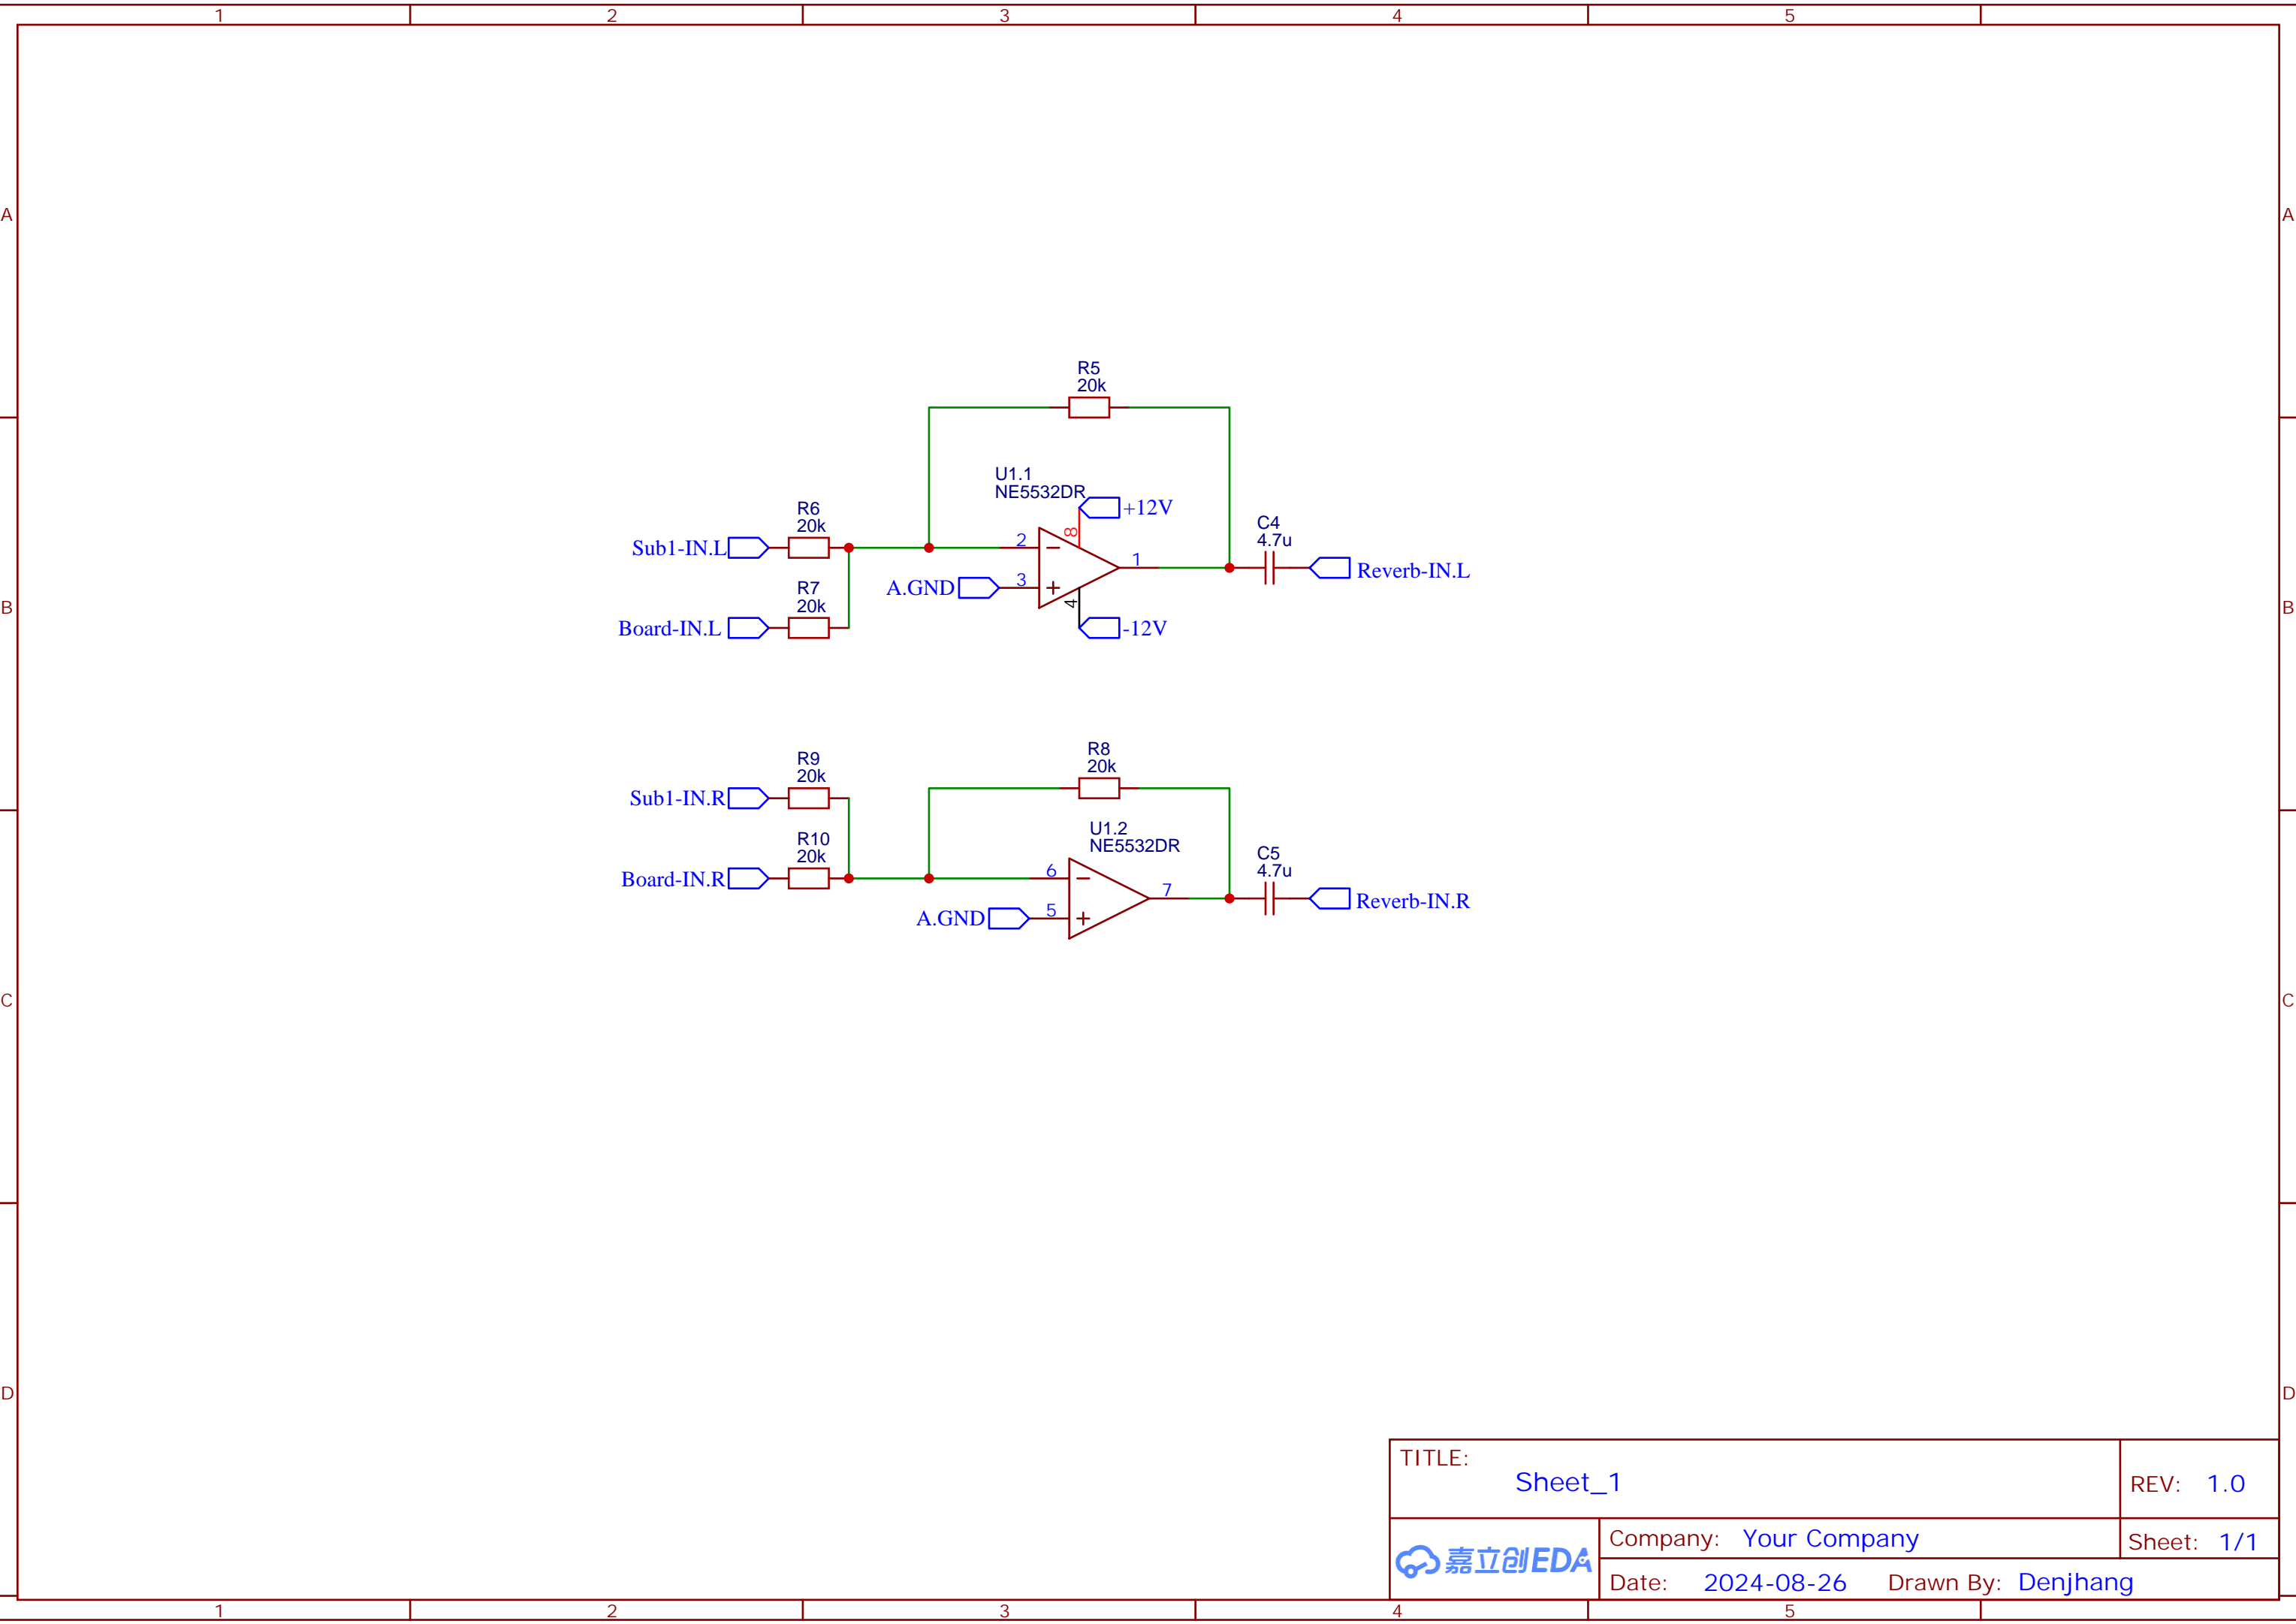 1 2 3 4 5
A A
R5
20k
U1.1
NE5532DR
+12V
8
R6
20k
Sub1-IN.L
2
1
C4
4.7u
Reverb-IN.L
A.GND
3
4
R7
20k
Board-IN.L
-12V
B B
R8
20k
R9
20k
Sub1-IN.R
U1.2
NE5532DR
R10
20k
Board-IN.R
6
7
C5
4.7u
Reverb-IN.R
A.GND
5
C C
D D
TITLE:
Sheet_1
REV: 1.0
嘉立创EDA
Company: Your Company
Sheet: 1/1
Date: 2024-08-26 Drawn By: Denjhang
1 2 3 4 5